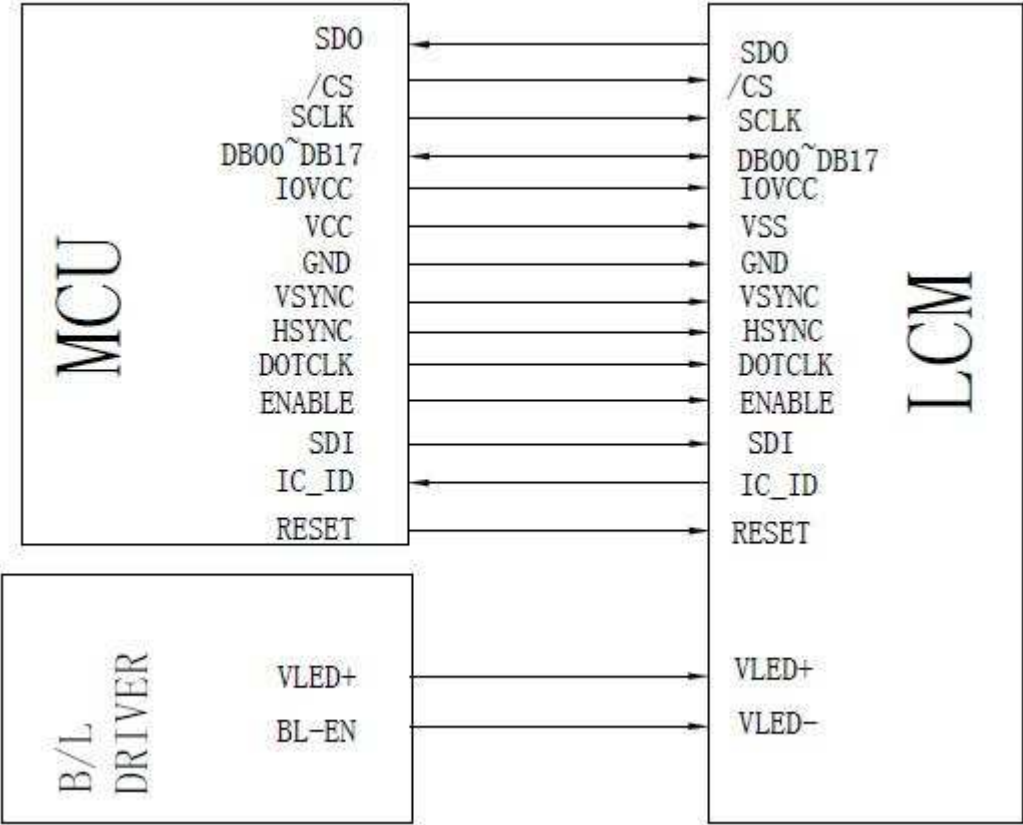 MCU
SDO
/CS
SCLK
DB00~DB17
IOVCC
VCC
GND
VSYNC
HSYNC
DOTCLK
ENABLE
SDI
IC_ID
RESET
LCM
SDO
/CS
SCLK
DB00~DB17
IOVCC
VSS
GND
VSYNC
HSYNC
DOTCLK
ENABLE
SDI
IC_ID
RESET
VLED+
VLED-
B/L
DRIVER
VLED+
BL-EN